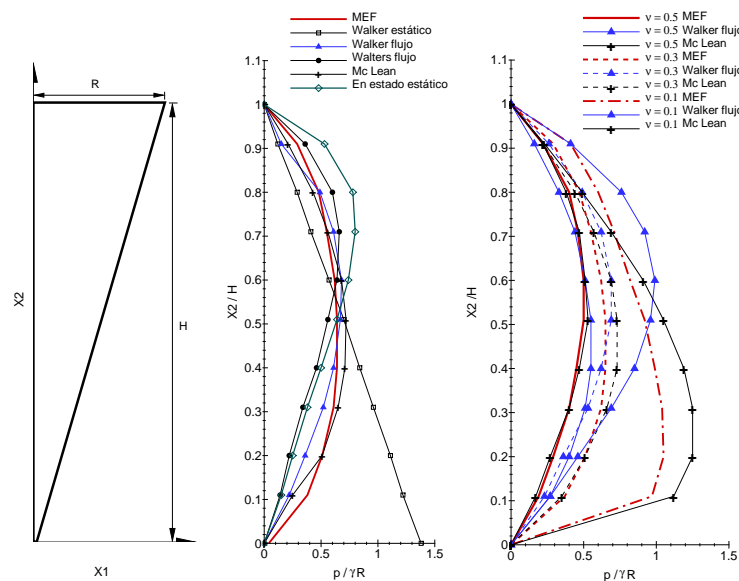 R
X2
H
X1
MEF
Walker estático
Walker flujo
Walters flujo
Mc Lean
En estado estático
1.1
1
0.9
0.8
0.7
0.6
0.5
0.4
0.3
0.2
0.1
0
X2 / H
0
0.5
1
1.5
p / γR
ν = 0.5 MEF
ν = 0.5 Walker flujo
ν = 0.5 Mc Lean
ν = 0.3 MEF
ν = 0.3 Walker flujo
ν = 0.3 Mc Lean
ν = 0.1 MEF
ν = 0.1 Walker flujo
ν = 0.1 Mc Lean
1.1
1
0.9
0.8
0.7
0.6
0.5
0.4
0.3
0.2
0.1
0
X2 /H
0
0.5
1
1.5
p / γR